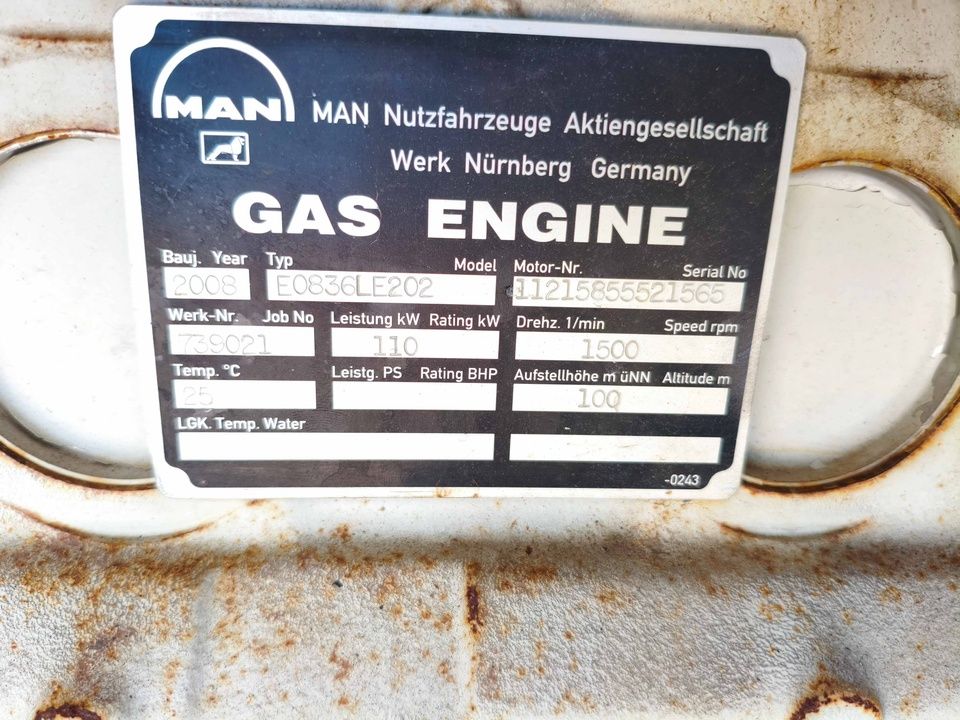 MAN
MAN Nutzfahrzeuge Aktiengesellschaft
Werk Nürnberg Germany
GAS ENGINE
Bauj. Year Typ Model Motor-Nr. Serial No
2008 E0836LE202 11215855521565
Werk-Nr. Job No Leistung kW Rating kW Drehz. 1/min Speed rpm
739021 110 1500
Temp. °C Leistg. PS Rating BHP Aufstellhöhe m üNN Altitude m
25 100
LGK. Temp. Water
-0243